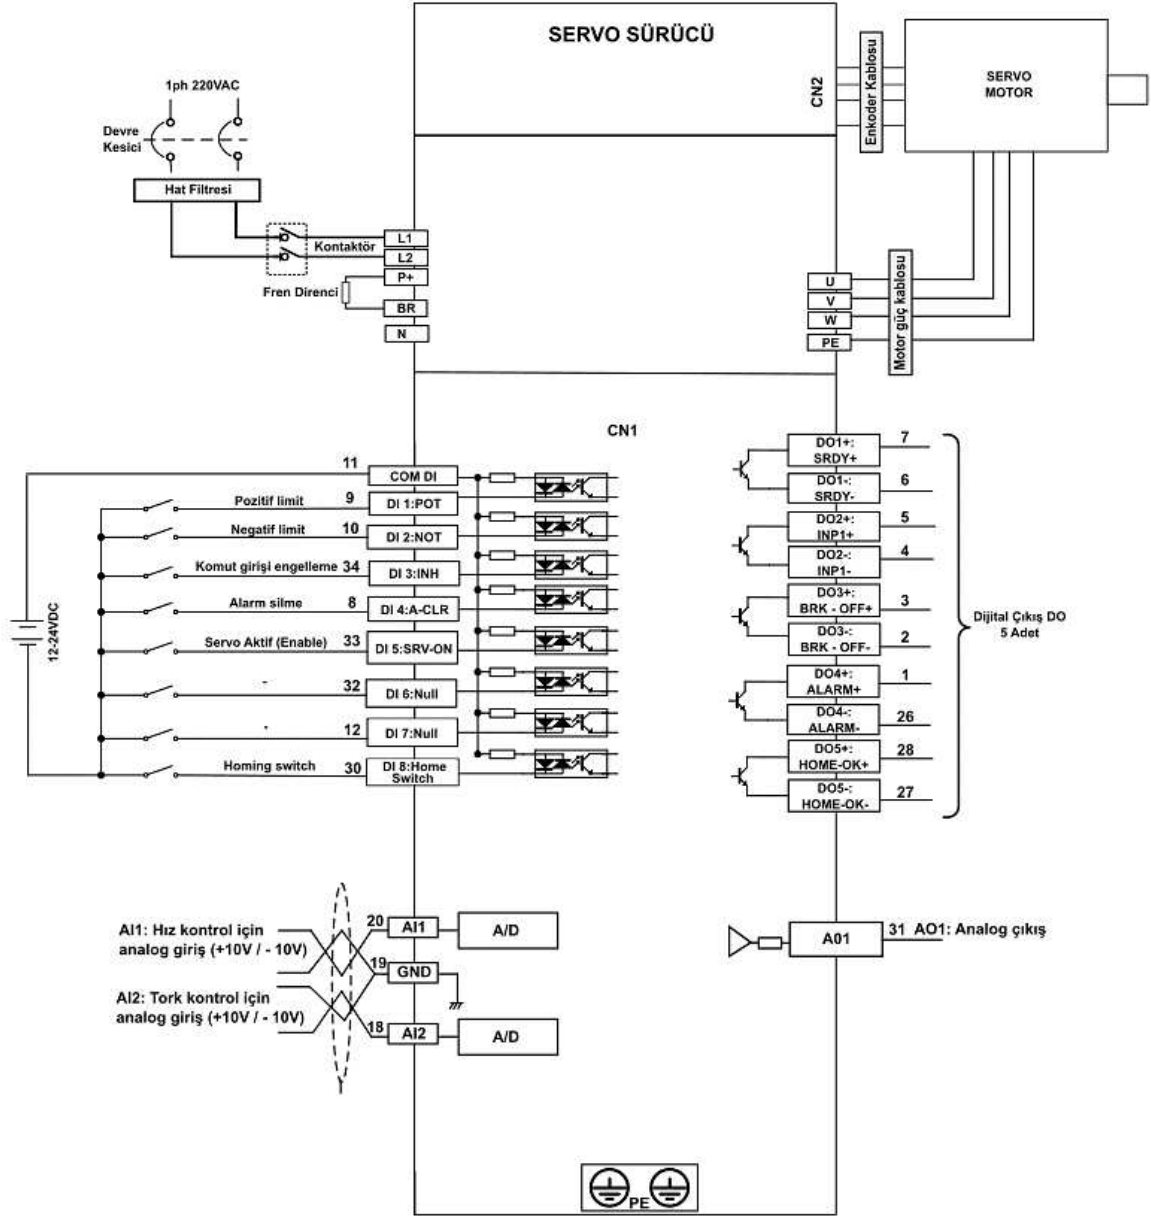 SERVO SÜRÜCÜ
CN2
Enkoder Kablosu
SERVO
MOTOR
1ph 220VAC
Devre
Kesici
Hat Filtresi
Kontaktör
L1
L2
P+
Fren Direnci
BR
N
U
V
W
PE
Motor güç kablosu
CN1
12-24VDC
11
COM DI
Pozitif limit 9 DI 1:POT
Negatif limit 10 DI 2:NOT
Komut girişi engelleme 34 DI 3:INH
Alarm silme 8 DI 4:A-CLR
Servo Aktif (Enable) 33 DI 5:SRV-ON
- 32 DI 6:Null
- 12 DI 7:Null
Homing switch 30 DI 8:Home
Switch
DO1+:
SRDY+
7
DO1-:
SRDY-
6
DO2+:
INP1+
5
DO2-:
INP1-
4
DO3+:
BRK - OFF+
3
DO3-:
BRK - OFF-
2
DO4+:
ALARM+
1
DO4-:
ALARM-
26
DO5+:
HOME-OK+
28
DO5-:
HOME-OK-
27
Dijital Çıkış DO
5 Adet
AI1: Hız kontrol için
analog giriş (+10V / - 10V)
20 AI1 A/D
19 GND
AI2: Tork kontrol için
analog giriş (+10V / - 10V)
18 AI2 A/D
A01 31 AO1: Analog çıkış
PE